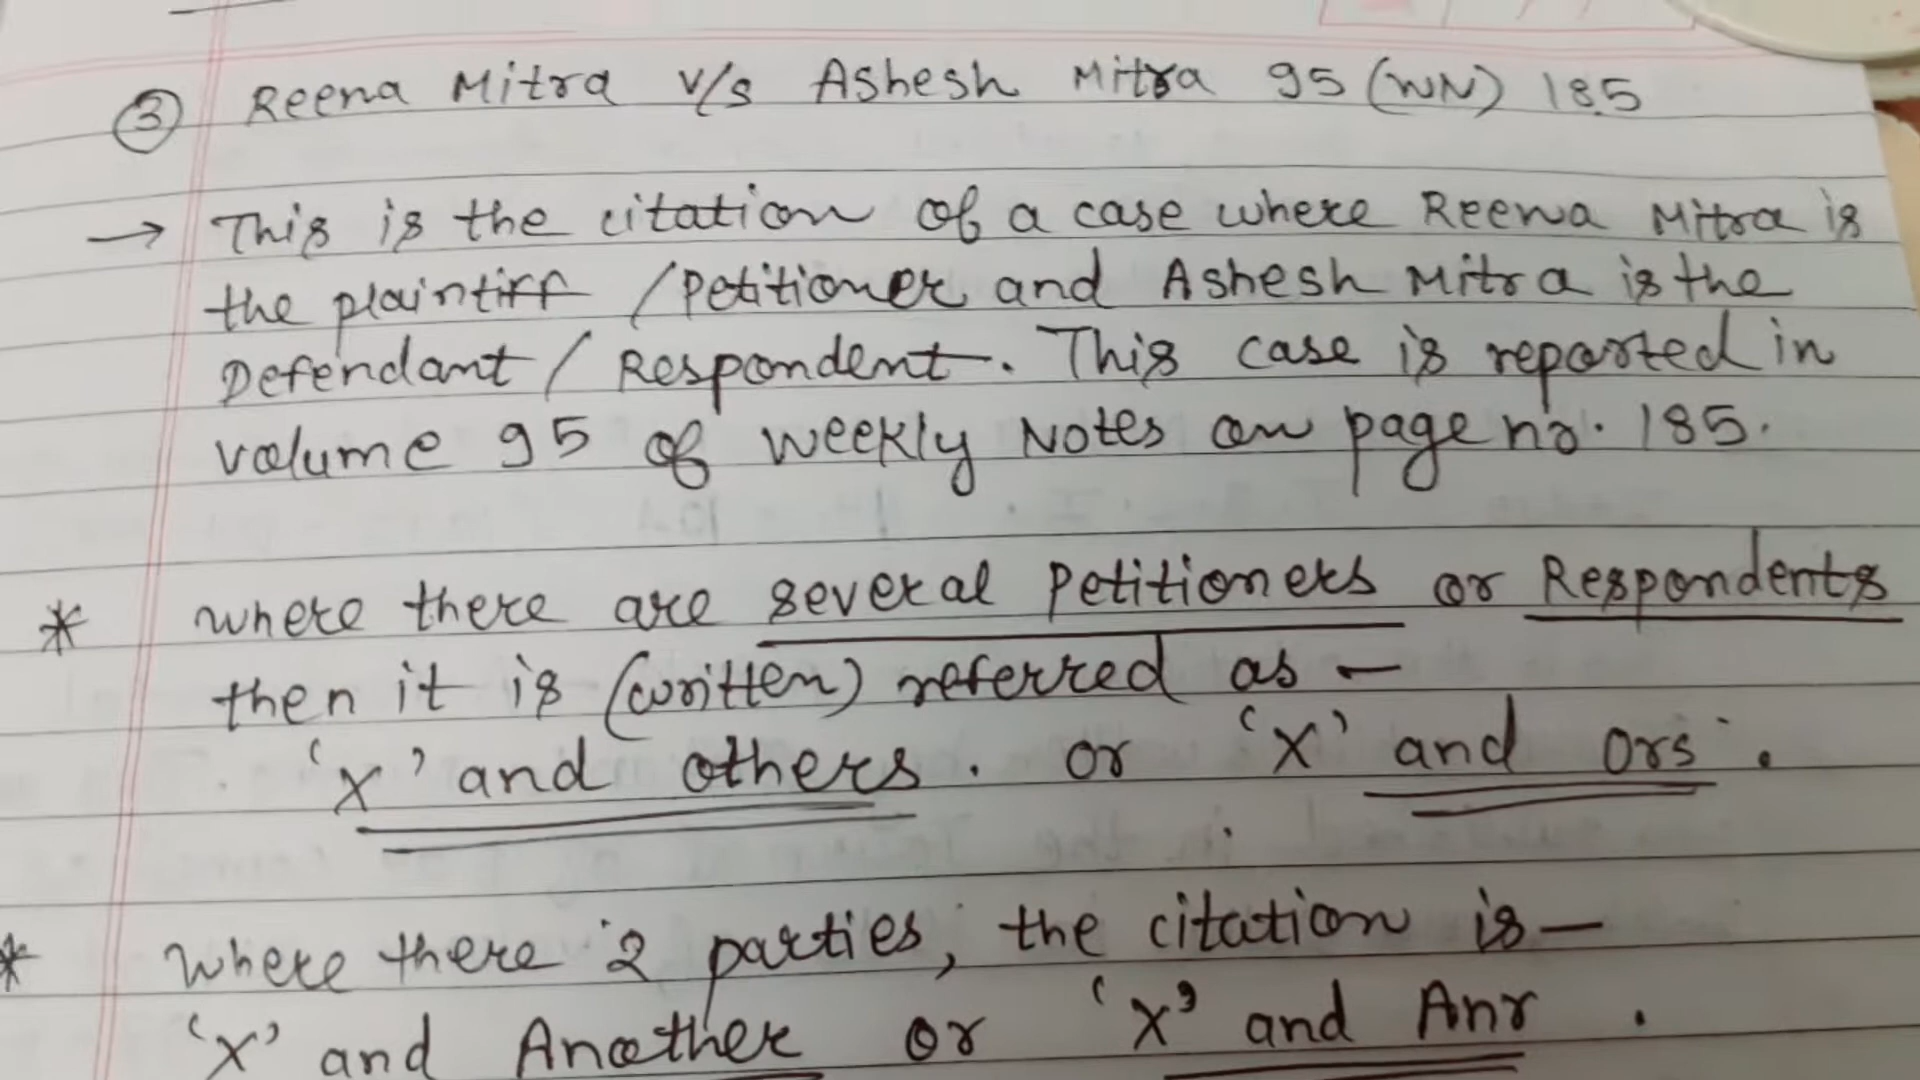 ③ Reena Mitra v/s Ashesh Mitra 95 (WN) 185
→ This is the citation of a case where Reena Mitra is
the plaintiff / Petitioner and Ashesh Mitra is the
Defendant / Respondent. This case is reported in
volume 95 of weekly Notes on page no. 185.
* where there are several Petitioners or Respondents
then it is (written) referred as –
'X' and others. or 'X' and Ors.
* Where there 2 parties, the citation is –
'X' and Another or 'X' and Anr.